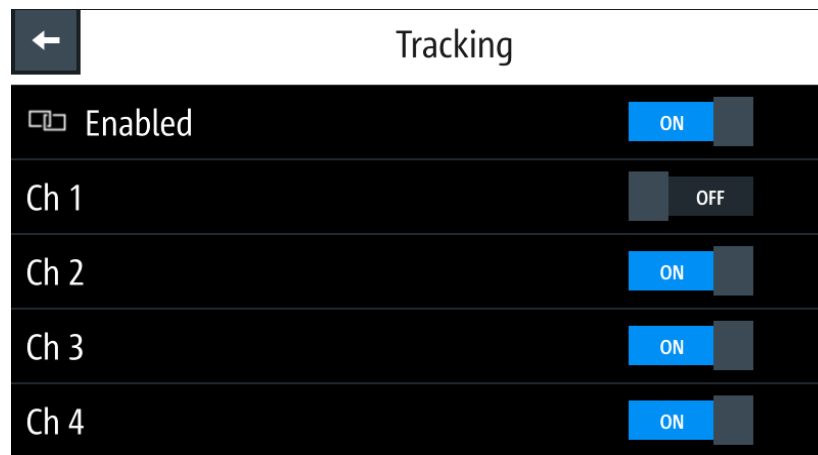 Tracking
Enabled ON
Ch 1 OFF
Ch 2 ON
Ch 3 ON
Ch 4 ON